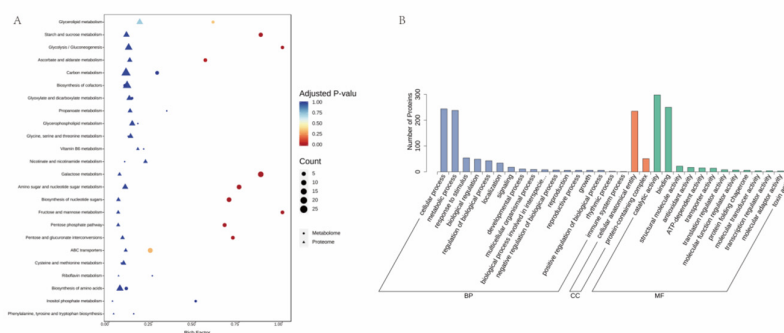 A
Glycerolipid metabolism
Starch and sucrose metabolism
Glycolysis / Gluconeogenesis
Ascorbate and aldarate metabolism
Carbon metabolism
Biosynthesis of cofactors
Glyoxylate and dicarboxylate metabolism
Propanoate metabolism
Glycerophospholipid metabolism
Glycine, serine and threonine metabolism
Vitamin B6 metabolism
Nicotinate and nicotinamide metabolism
Galactose metabolism
Amino sugar and nucleotide sugar metabolism
Biosynthesis of nucleotide sugars
Fructose and mannose metabolism
Pentose phosphate pathway
Pentose and glucuronate interconversions
ABC transporters
Cysteine and methionine metabolism
Riboflavin metabolism
Biosynthesis of amino acids
Inositol phosphate metabolism
Phenylalanine, tyrosine and tryptophan biosynthesis
Adjusted P-valu
1.00
0.75
0.50
0.25
0.00
Count
5
10
15
20
25
Metabolome
Proteome
B
Number of Proteins
300
200
100
0
cellular process
metabolic process
response to stimulus
biological regulation
regulation of biological process
localization
signaling
developmental process
multicellular organismal process
biological process involved in interspecie...
negative regulation of biological process
reproduction
reproductive process
growth
positive regulation of biological process
rhythmic process
immune system process
cellular anatomical entity
protein-containing complex
catalytic activity
binding
structural molecule activity
antioxidant activity
ATP-dependent activity
transporter activity
translation regulator activity
molecular function regulator activity
protein folding chaperone
molecular transducer activity
transcription regulator activity
molecular adaptor activity
BP
CC
MF